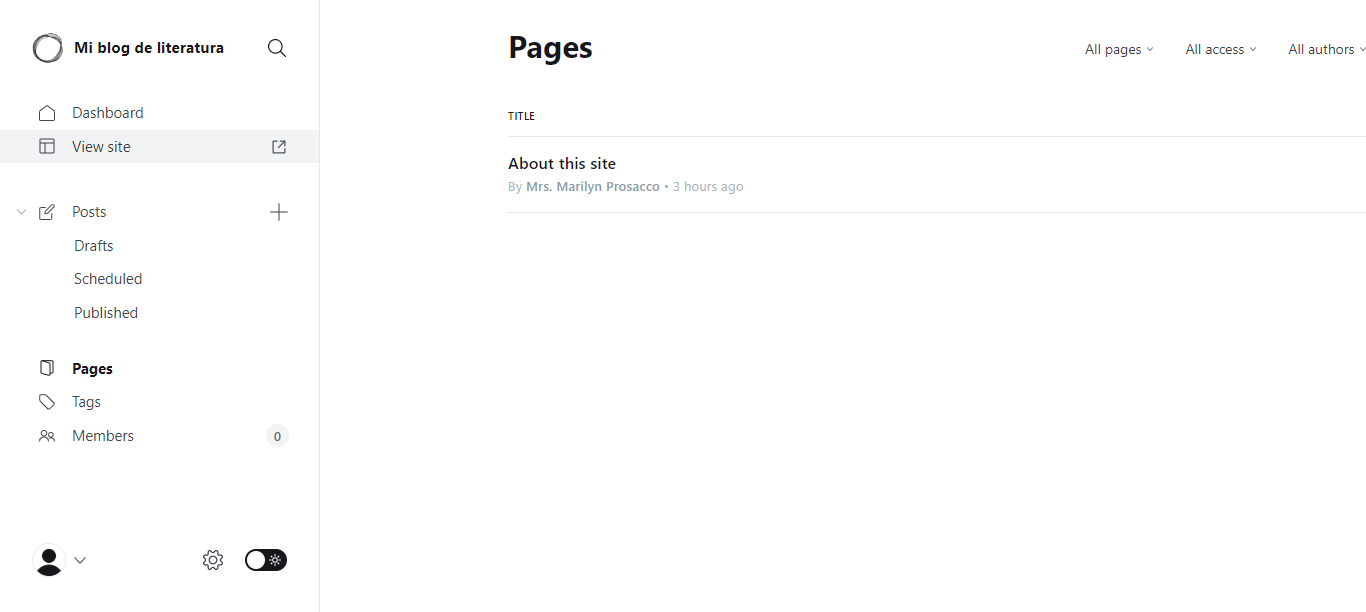 Mi blog de literatura
Dashboard
View site
Posts
Drafts
Scheduled
Published
Pages
Tags
Members
0
Pages
All pages
All access
All authors
TITLE
About this site
By Mrs. Marilyn Prosacco • 3 hours ago